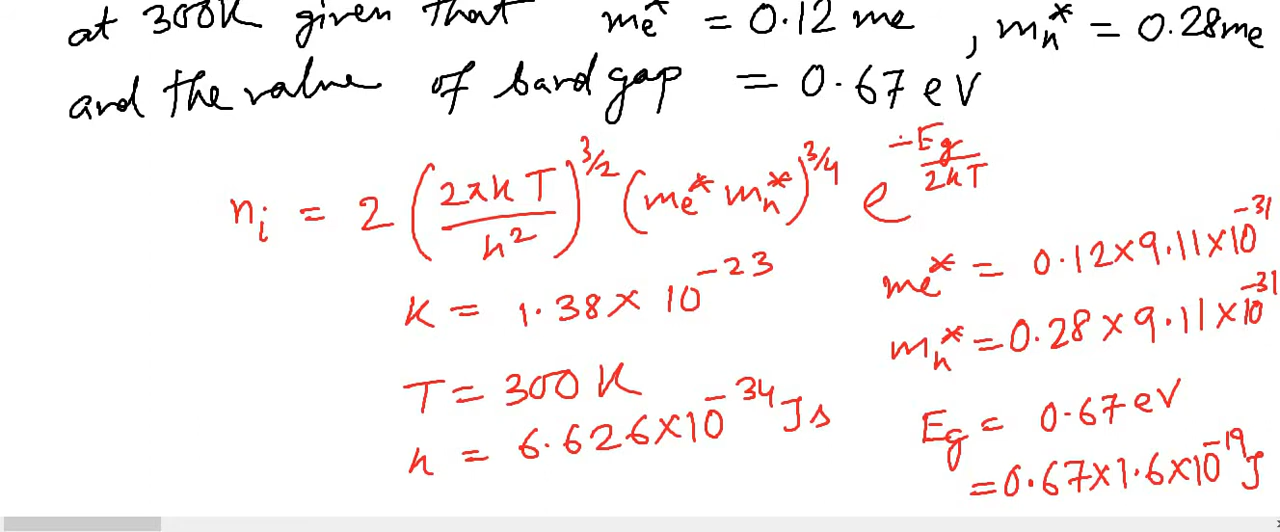 at 300K given that me* = 0.12 me , mh* = 0.28me
and the value of band gap = 0.67 eV
ni = 2 (2πkT/h²)^3/2 (me* mh*)^3/4 e^-Eg/2kT
me* = 0.12×9.11×10^-31
K = 1.38× 10^-23
mh* = 0.28×9.11×10^-31
T = 300 K
Eg = 0.67 eV
h = 6.626×10^-34 Js
= 0.67×1.6×10^-19 J